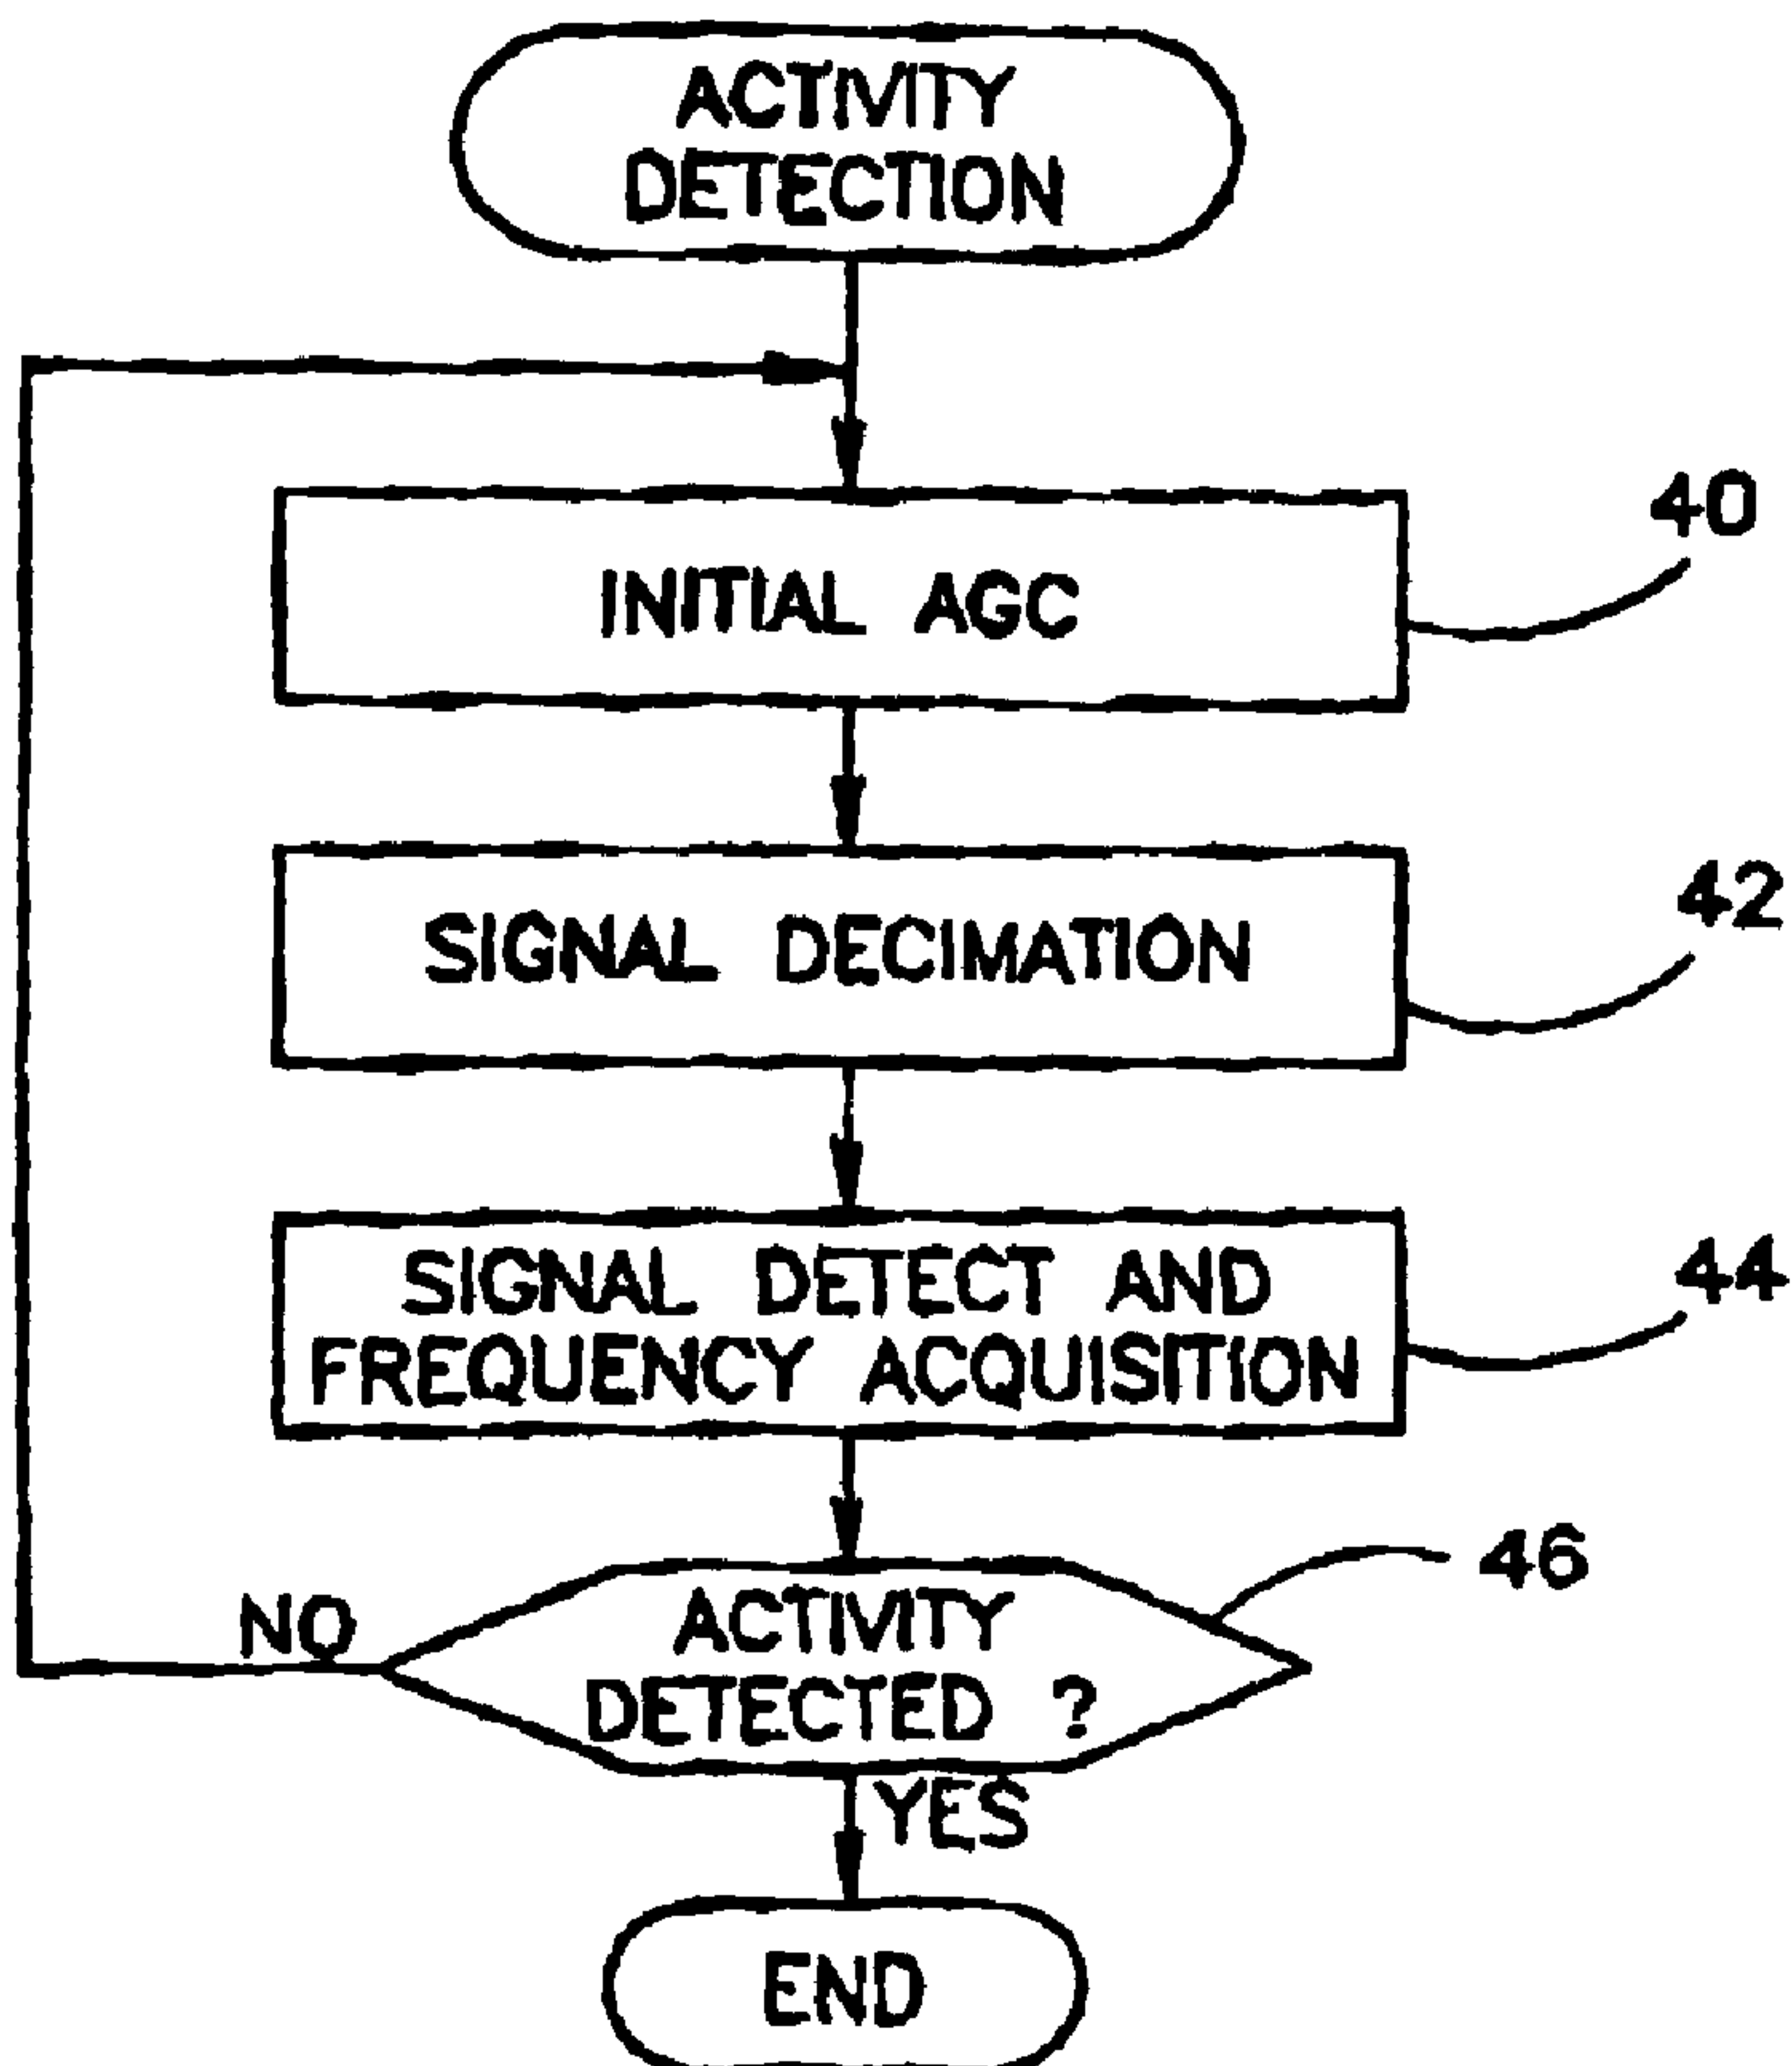 ACTIVITY
DETECTION
40
INITIAL AGC
42
SIGNAL DECIMATION
44
SIGNAL DETECT AND
FREQUENCY ACQUISITION
46
NO
ACTIVITY
DETECTED ?
YES
END